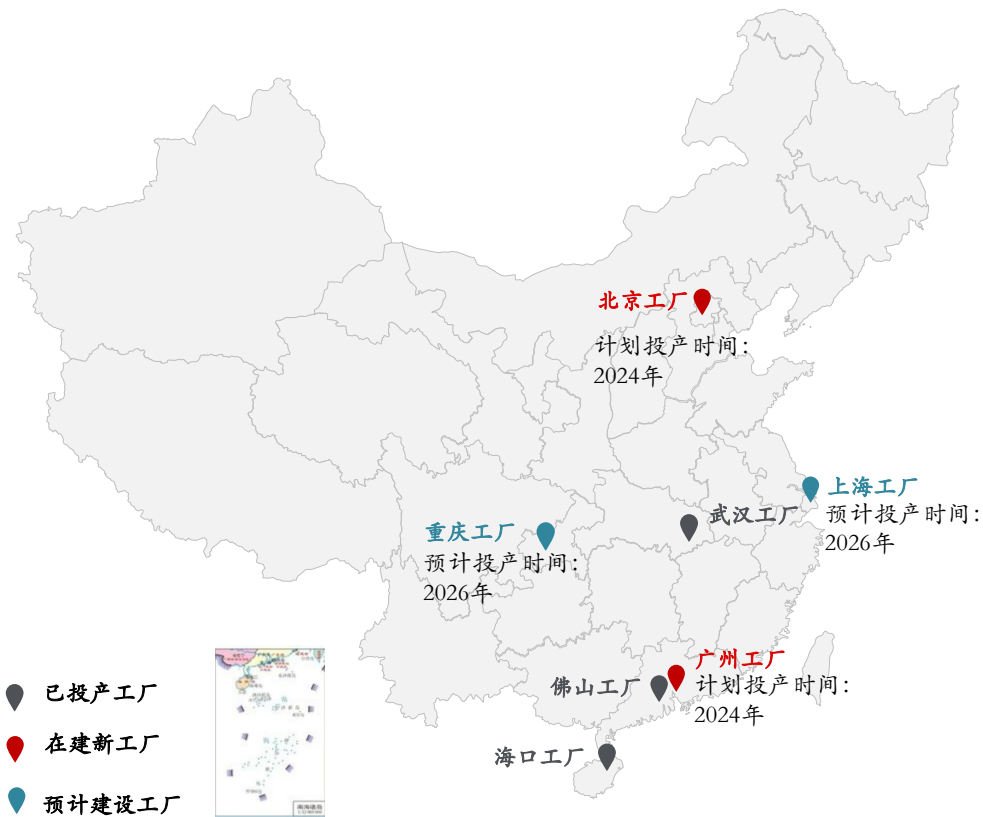 北京工厂
计划投产时间:
2024年
上海工厂
预计投产时间:
2026年
武汉工厂
重庆工厂
预计投产时间:
2026年
广州工厂
计划投产时间:
2024年
佛山工厂
海口工厂
已投产工厂
在建新工厂
预计建设工厂
南海诸岛